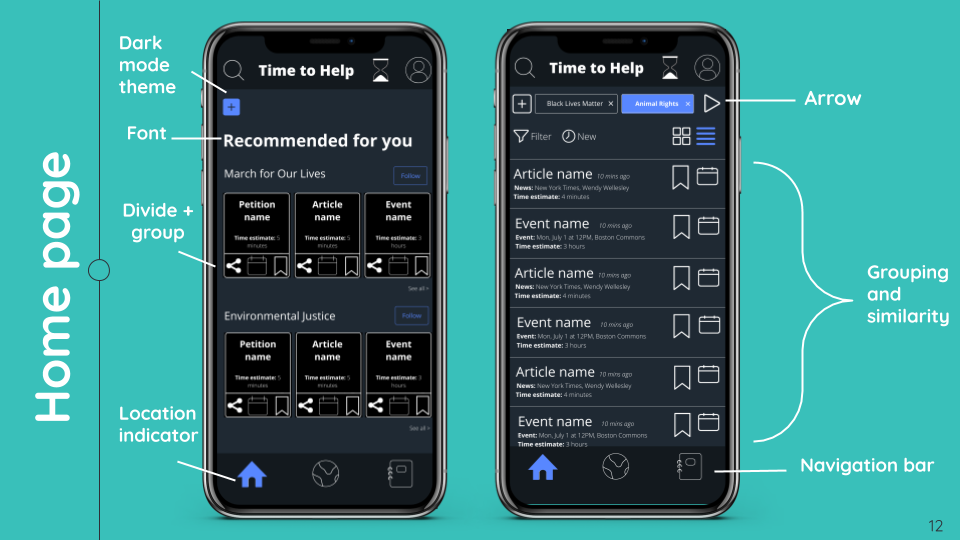 Home page
Dark
mode
theme
Font
Divide +
group
Location
indicator
Time to Help
+
Recommended for you
March for Our Lives
Follow
Petition
name
Time estimate: 5
minutes
Article
name
Time estimate: 5
minutes
Event
name
Time estimate: 3
hours
See all >
Environmental Justice
Follow
Petition
name
Time estimate: 5
minutes
Article
name
Time estimate: 5
minutes
Event
name
Time estimate: 3
hours
See all >
Time to Help
+
Black Lives Matter ×
Animal Rights ×
Filter
New
Article name 10 mins ago
News: New York Times, Wendy Wellesley
Time estimate: 4 minutes
Event name 10 mins ago
Event: Mon, July 1 at 12PM, Boston Commons
Time estimate: 3 hours
Article name 10 mins ago
News: New York Times, Wendy Wellesley
Time estimate: 4 minutes
Event name 10 mins ago
Event: Mon, July 1 at 12PM, Boston Commons
Time estimate: 3 hours
Article name 10 mins ago
News: New York Times, Wendy Wellesley
Time estimate: 4 minutes
Event name 10 mins ago
Event: Mon, July 1 at 12PM, Boston Commons
Time estimate: 3 hours
Arrow
Grouping
and
similarity
Navigation bar
12